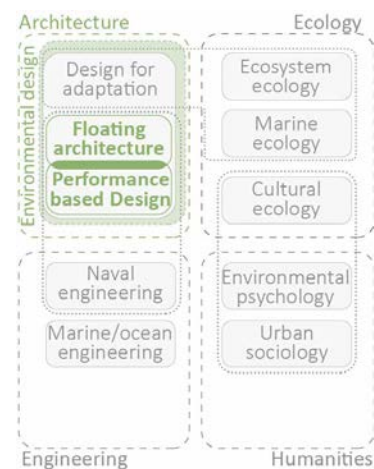 Architecture
Ecology
Environmental design
Design for
adaptation
Floating
architecture
Performance
based Design
Ecosystem
ecology
Marine
ecology
Cultural
ecology
Naval
engineering
Marine/ocean
engineering
Environmental
psychology
Urban
sociology
Engineering
Humanities